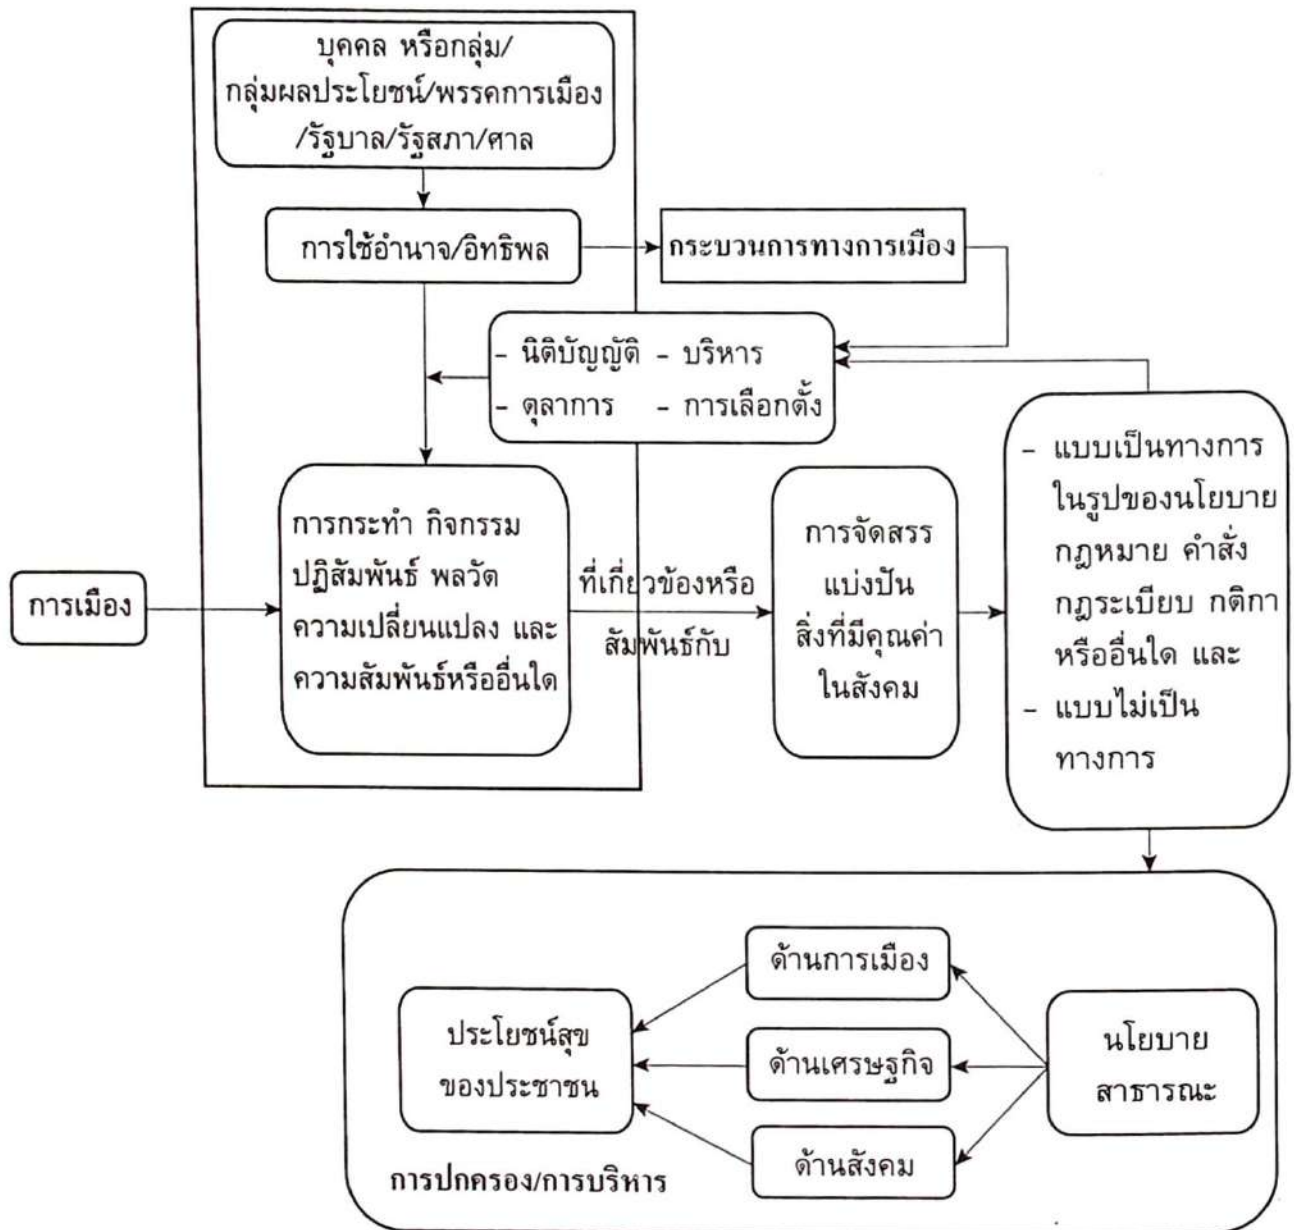 บุคคล หรือกลุ่ม/
กลุ่มผลประโยชน์/พรรคการเมือง
/รัฐบาล/รัฐสภา/ศาล
การใช้อำนาจ/อิทธิพล
กระบวนการทางการเมือง
- นิติบัญญัติ - บริหาร
- ตุลาการ - การเลือกตั้ง
การเมือง
การกระทำ กิจกรรม
ปฏิสัมพันธ์ พลวัต
ความเปลี่ยนแปลง และ
ความสัมพันธ์หรืออื่นใด
ที่เกี่ยวข้องหรือ
สัมพันธ์กับ
การจัดสรร
แบ่งปัน
สิ่งที่มีคุณค่า
ในสังคม
- แบบเป็นทางการ
ในรูปของนโยบาย
กฎหมาย คำสั่ง
กฎระเบียบ กติกา
หรืออื่นใด และ
- แบบไม่เป็น
ทางการ
นโยบาย
สาธารณะ
ด้านการเมือง
ด้านเศรษฐกิจ
ด้านสังคม
ประโยชน์สุข
ของประชาชน
การปกครอง/การบริหาร